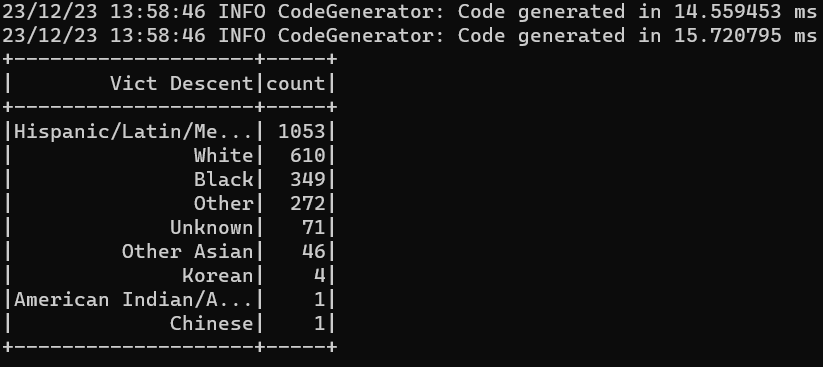 23/12/23 13:58:46 INFO CodeGenerator: Code generated in 14.559453 ms
23/12/23 13:58:46 INFO CodeGenerator: Code generated in 15.720795 ms
+--------------------+-----+
|        Vict Descent|count|
+--------------------+-----+
|Hispanic/Latin/Me...| 1053|
|               White|  610|
|               Black|  349|
|               Other|  272|
|             Unknown|   71|
|         Other Asian|   46|
|              Korean|    4|
|American Indian/A...|    1|
|             Chinese|    1|
+--------------------+-----+